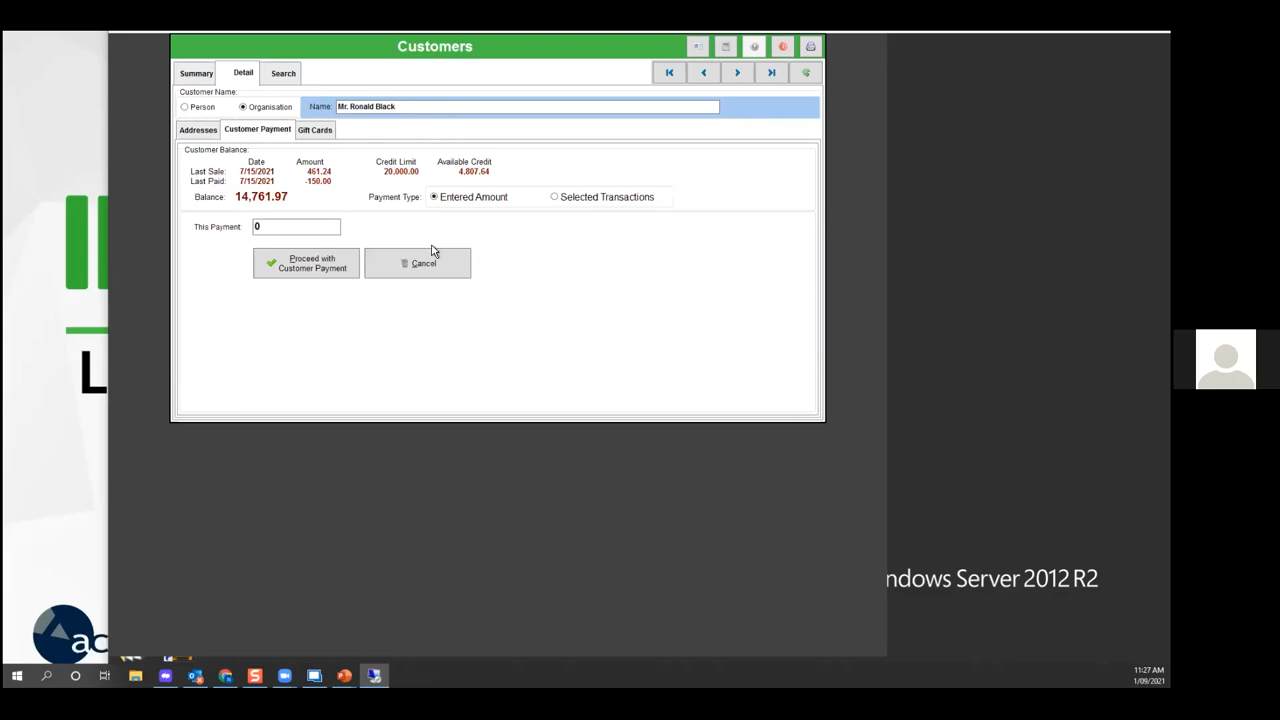 Customers
Summary Detail Search
Customer Name:
Person Organisation Name: Mr. Ronald Black
Addresses Customer Payment Gift Cards
Customer Balance:
Date Amount Credit Limit Available Credit
Last Sale: 7/15/2021 461.24 20,000.00 4,807.64
Last Paid: 7/15/2021 -150.00
Balance: 14,761.97 Payment Type: Entered Amount Selected Transactions
This Payment 0
Proceed with
Customer Payment
Cancel
L
ndows Server 2012 R2
ac
11:27 AM
1/09/2021